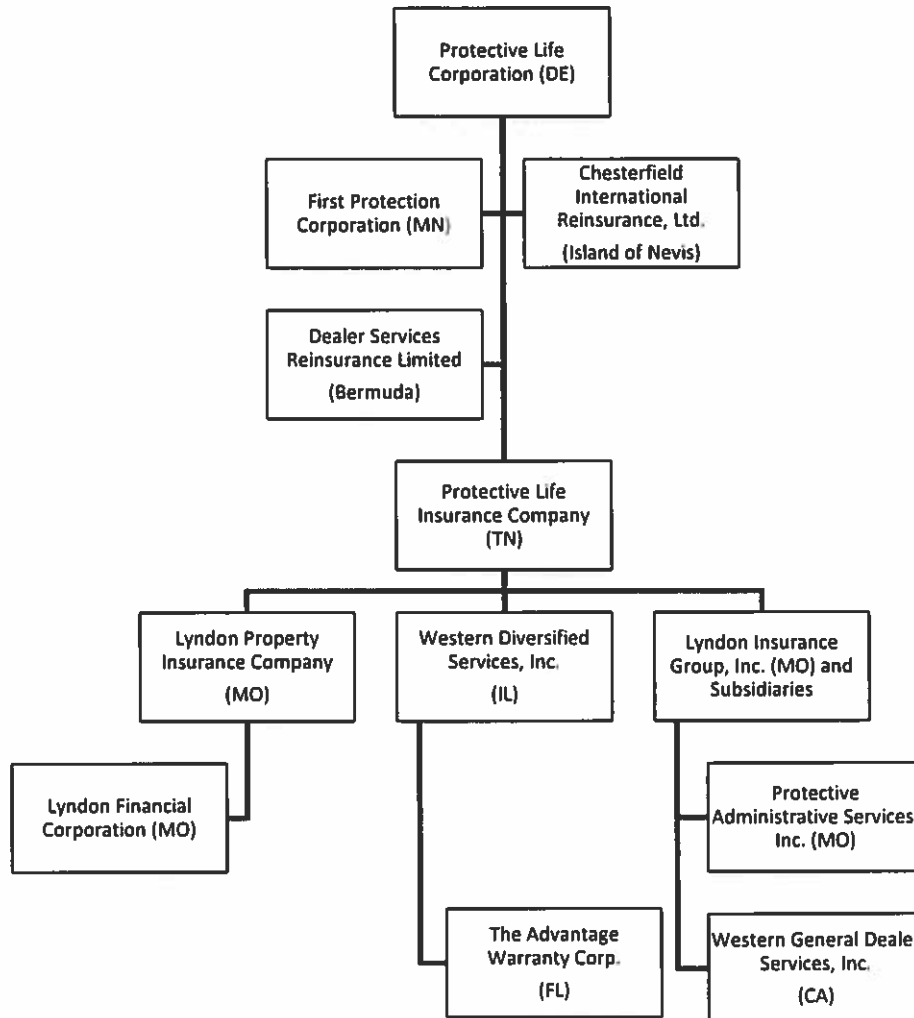 Protective Life
Corporation (DE)
First Protection
Corporation (MN)
Chesterfield
International
Reinsurance, Ltd.
(Island of Nevis)
Dealer Services
Reinsurance Limited
(Bermuda)
Protective Life
Insurance Company
(TN)
Lyndon Property
Insurance Company
(MO)
Western Diversified
Services, Inc.
(IL)
Lyndon Insurance
Group, Inc. (MO) and
Subsidiaries
Lyndon Financial
Corporation (MO)
Protective
Administrative Services
Inc. (MO)
The Advantage
Warranty Corp.
(FL)
Western General Dealer
Services, Inc.
(CA)